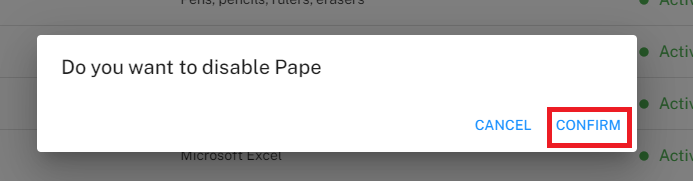 Pens, pencils, rulers, erasers
Do you want to disable Pape
CANCEL
CONFIRM
Microsoft Excel